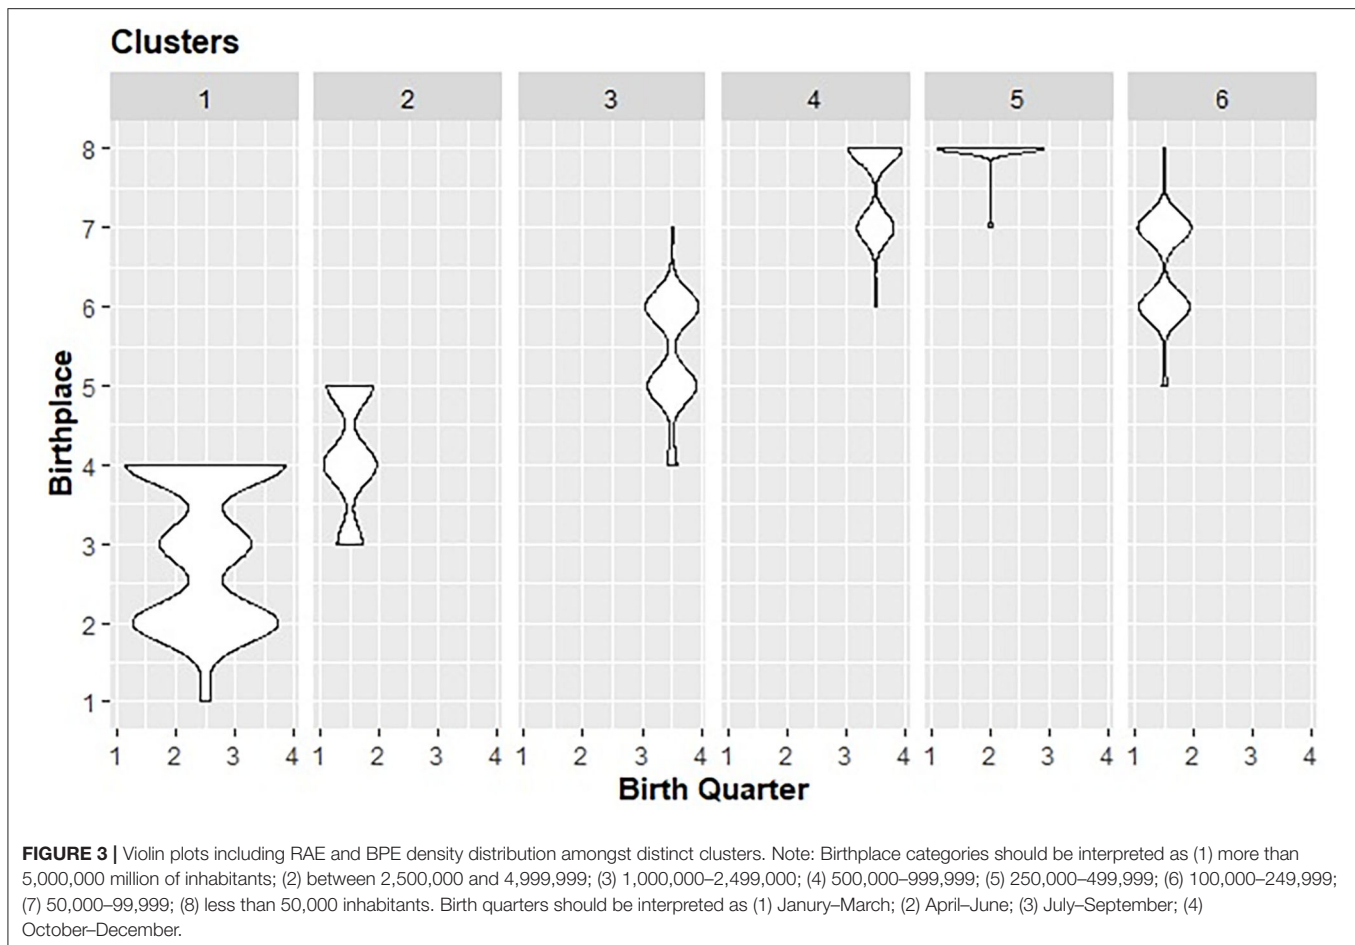 Clusters
1 2 3 4 5 6
8
7
6
5
4
3
2
1
Birthplace
1 2 3 4 1 2 3 4 1 2 3 4 1 2 3 4 1 2 3 4 1 2 3 4
Birth Quarter
FIGURE 3 | Violin plots including RAE and BPE density distribution amongst distinct clusters. Note: Birthplace categories should be interpreted as (1) more than
5,000,000 million of inhabitants; (2) between 2,500,000 and 4,999,999; (3) 1,000,000–2,499,000; (4) 500,000–999,999; (5) 250,000–499,999; (6) 100,000–249,999;
(7) 50,000–99,999; (8) less than 50,000 inhabitants. Birth quarters should be interpreted as (1) Janury–March; (2) April–June; (3) July–September; (4)
October–December.